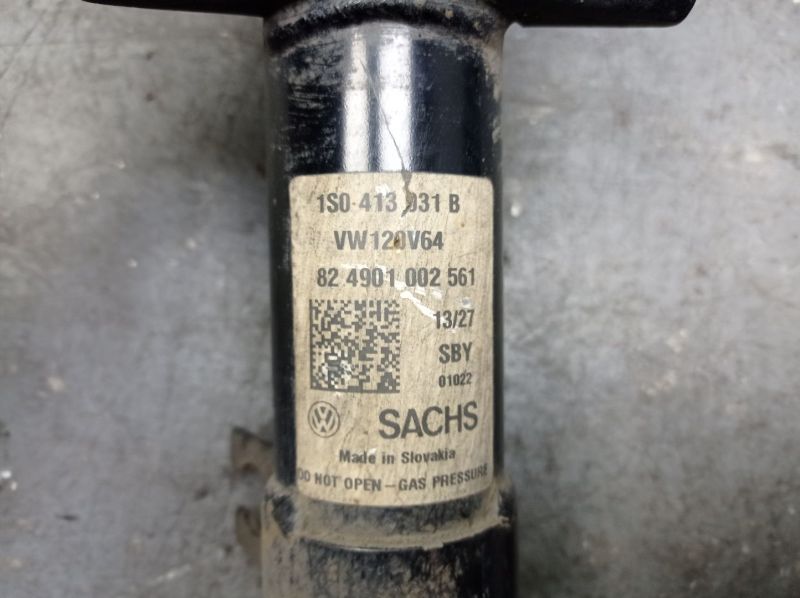 1S0 413 031 B
VW120V64
82 4901 002 561
13/27
SBY
01022
SACHS
Made in Slovakia
DO NOT OPEN - GAS PRESSURE